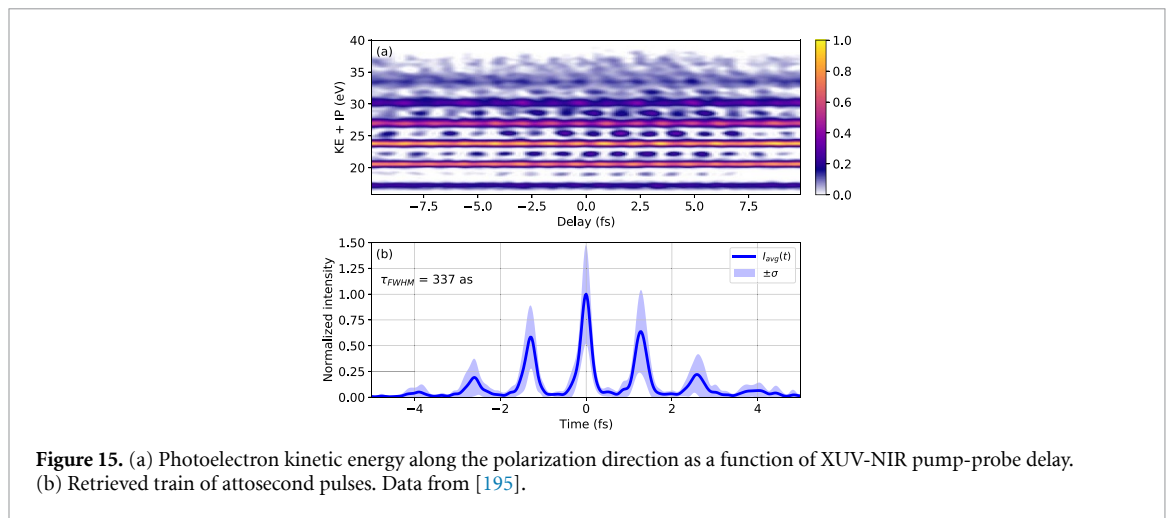 (a)
40
35
30
25
20
KE + IP (eV)
−7.5 −5.0 −2.5 0.0 2.5 5.0 7.5
Delay (fs)
1.0
0.8
0.6
0.4
0.2
0.0
(b)
τFWHM = 337 as
Iavg(t)
±σ
1.50
1.25
1.00
0.75
0.50
0.25
0.00
Normalized intensity
−4 −2 0 2 4
Time (fs)
Figure 15. (a) Photoelectron kinetic energy along the polarization direction as a function of XUV-NIR pump-probe delay.
(b) Retrieved train of attosecond pulses. Data from [195].